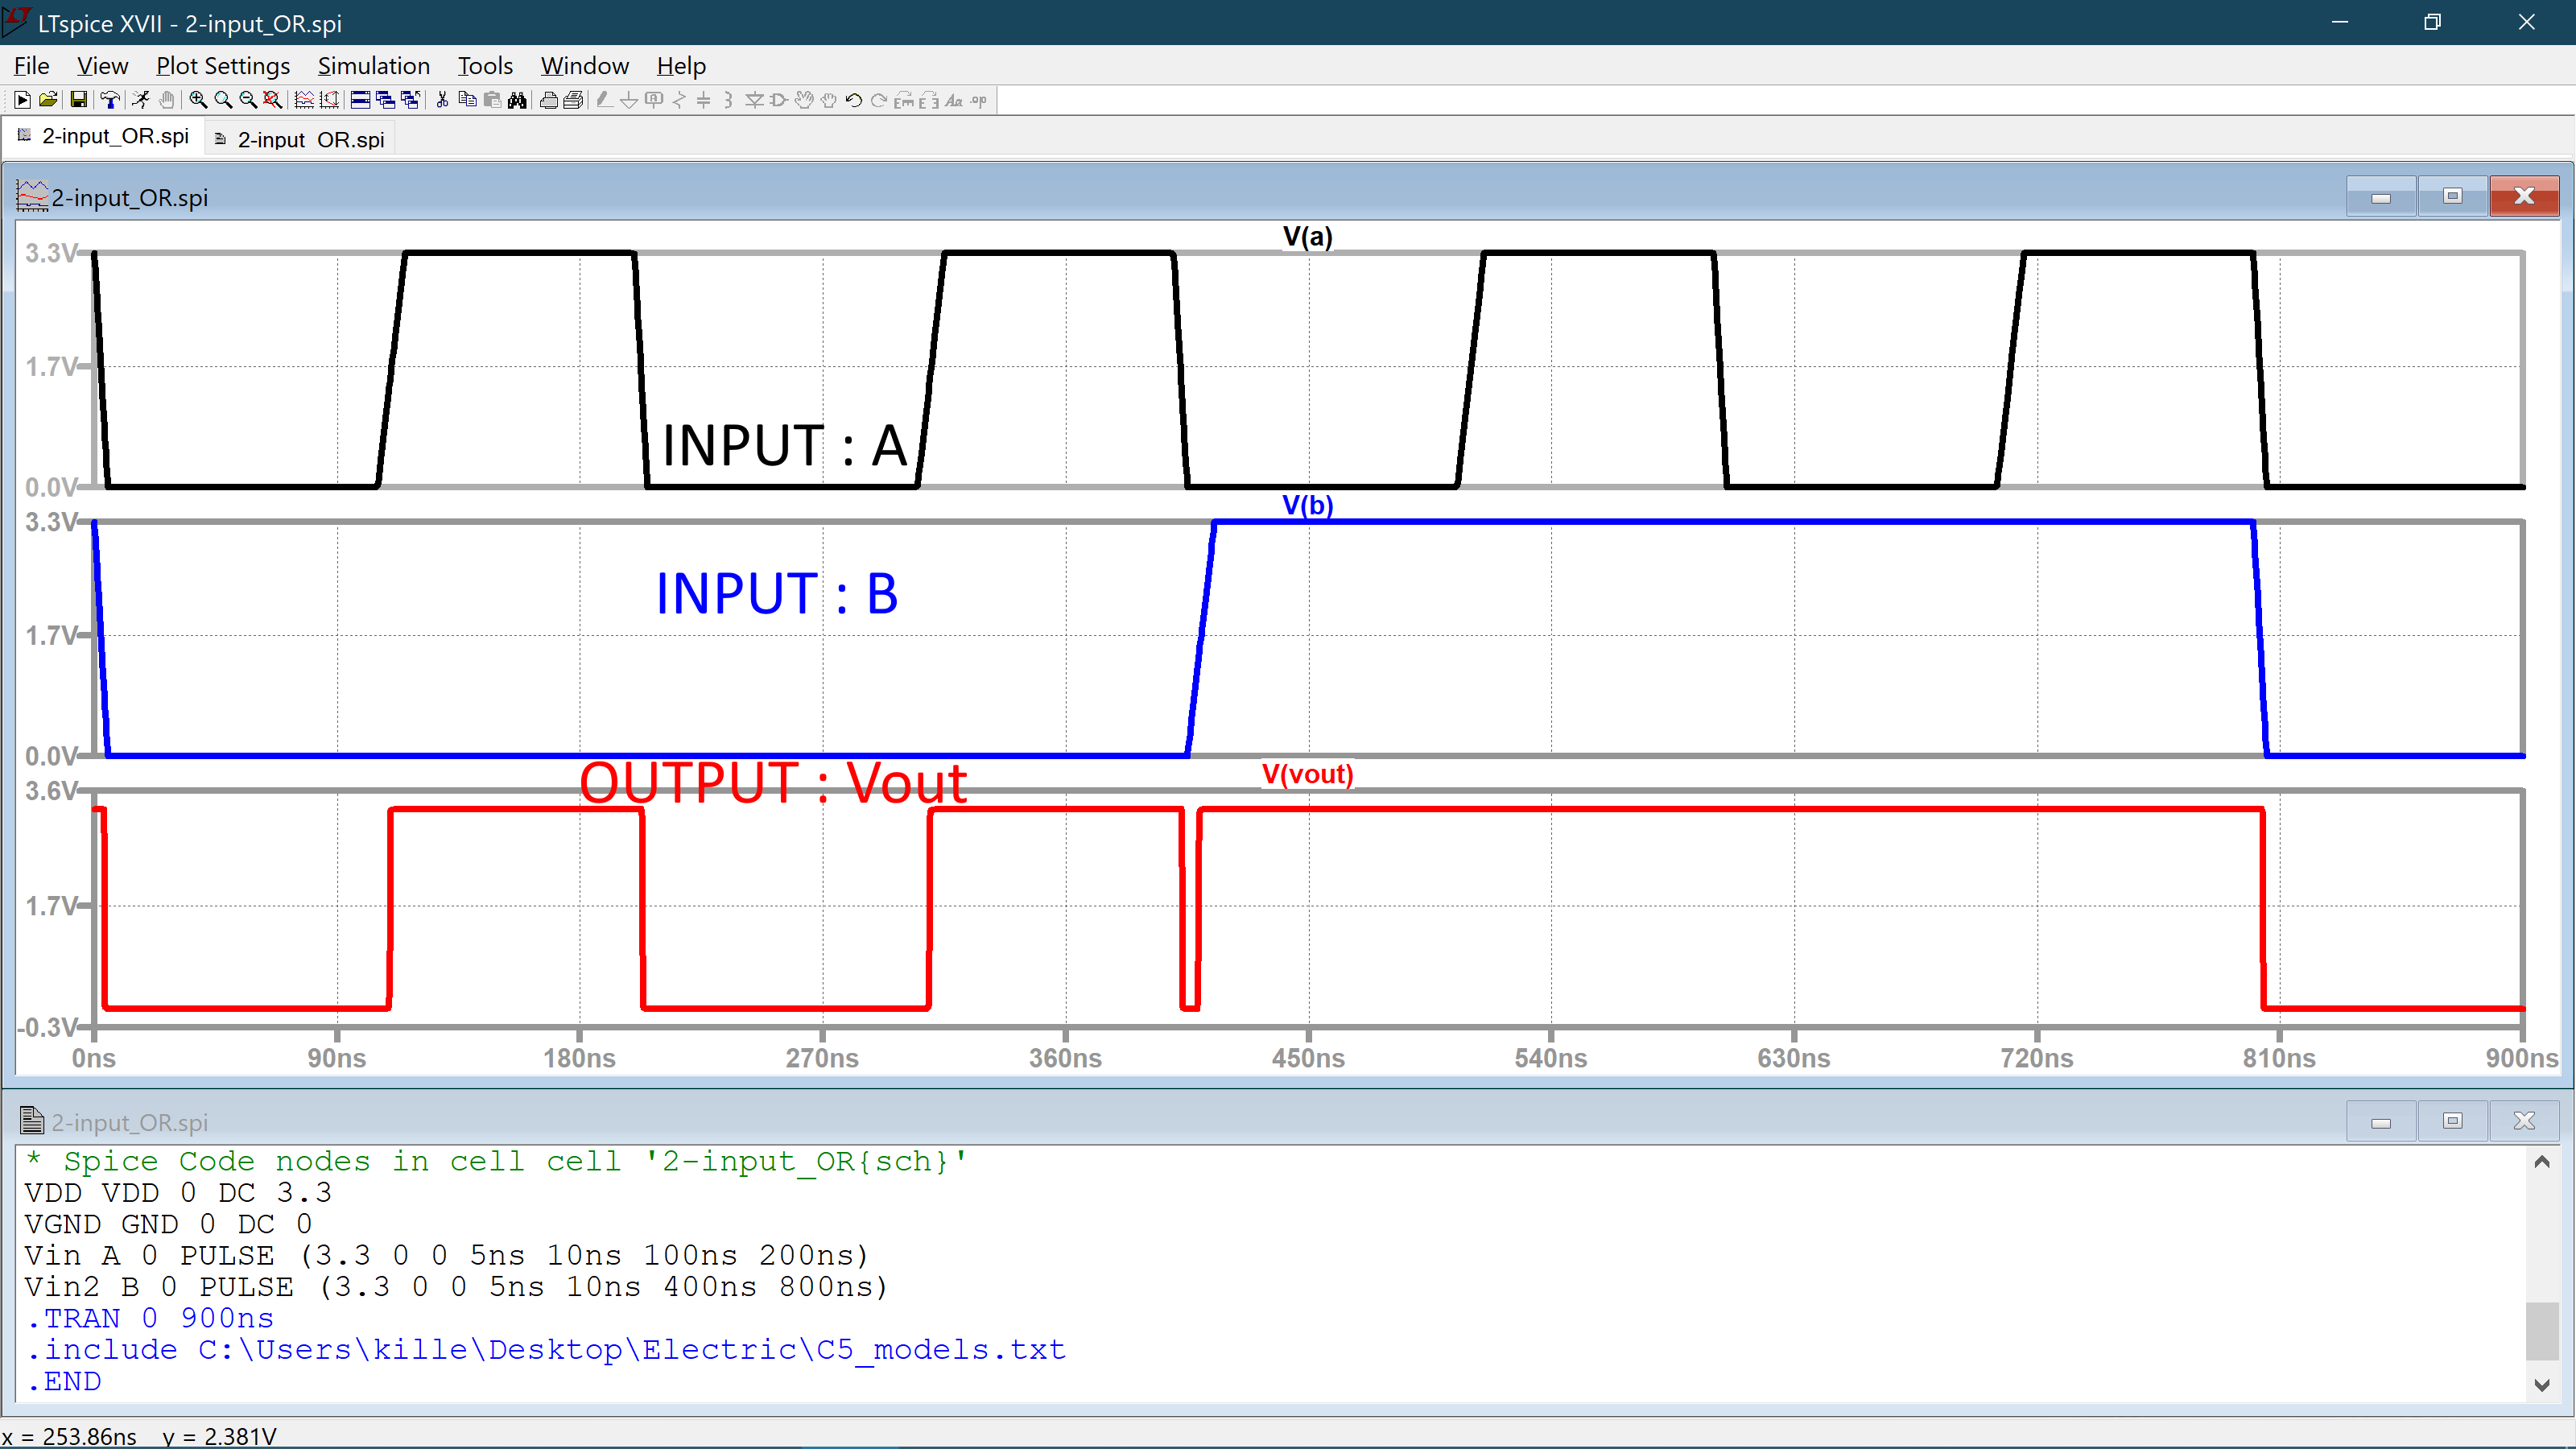 LTspice XVII - 2-input_OR.spi
File View Plot Settings Simulation Tools Window Help
2-input_OR.spi 2-input_OR.spi
2-input_OR.spi
V(a)
3.3V
1.7V
INPUT : A
0.0V
V(b)
3.3V
INPUT : B
1.7V
0.0V
OUTPUT : Vout
V(vout)
3.6V
1.7V
-0.3V
0ns 90ns 180ns 270ns 360ns 450ns 540ns 630ns 720ns 810ns 900ns
2-input_OR.spi
* Spice Code nodes in cell cell '2-input_OR{sch}'
VDD VDD 0 DC 3.3
VGND GND 0 DC 0
Vin A 0 PULSE (3.3 0 0 5ns 10ns 100ns 200ns)
Vin2 B 0 PULSE (3.3 0 0 5ns 10ns 400ns 800ns)
.TRAN 0 900ns
.include C:\Users\kille\Desktop\Electric\C5_models.txt
.END
x = 253.86ns y = 2.381V